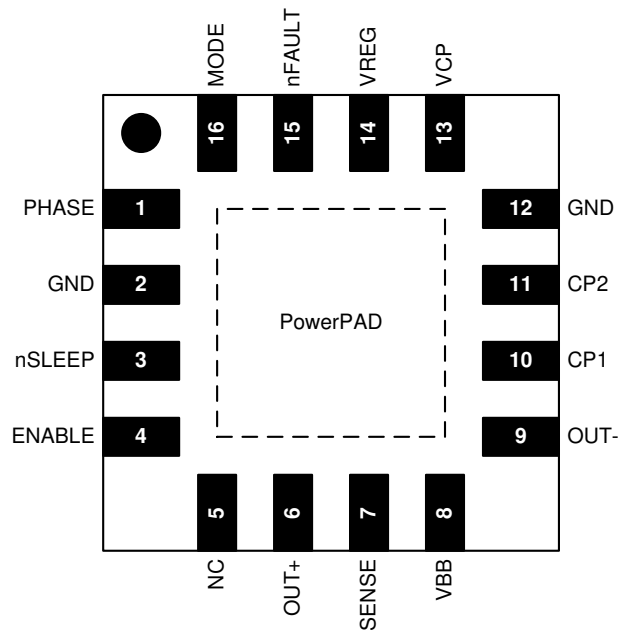 MODE
nFAULT
VREG
VCP
16
15
14
13
PHASE 1
12 GND
GND 2
11 CP2
PowerPAD
nSLEEP 3
10 CP1
ENABLE 4
9 OUT-
5
6
7
8
NC
OUT+
SENSE
VBB